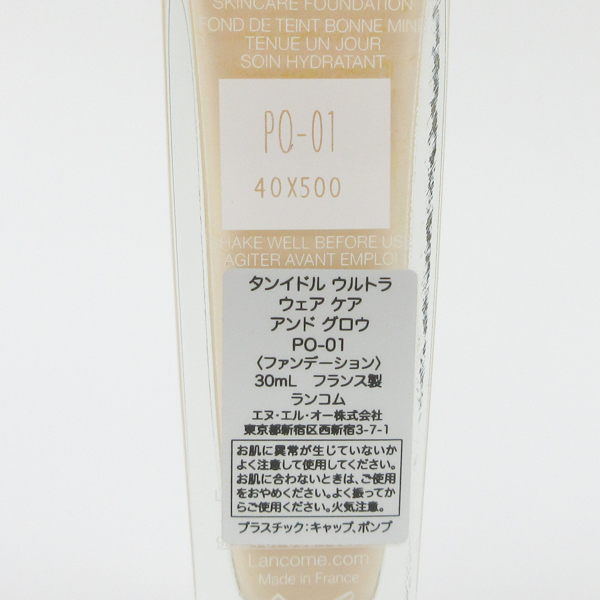 SKINCARE FOUNDATION
FOND DE TEINT BONNE MINE
TENUE UN JOUR
SOIN HYDRATANT
PO-01
40X500
SHAKE WELL BEFORE USE
AGITER AVANT EMPLOI
タンイドル ウルトラ
ウェア ケア
アンド グロウ
PO-01
〈ファンデーション〉
30mL フランス製
ランコム
エヌ・エル・オー株式会社
東京都新宿区西新宿3-7-1
お肌に異常が生じていないか
よく注意して使用してください。
お肌に合わないときは、ご使用
をおやめください。よく振ってか
らご使用ください。火気注意。
プラスチック:キャップ、ポンプ
Lancome.com
Made in France